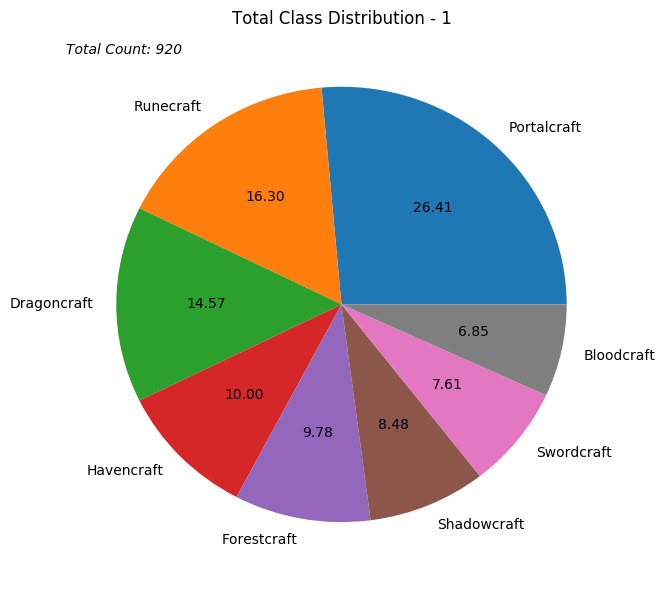 Total Class Distribution - 1
Total Count: 920
Runecraft
Portalcraft
16.30
26.41
Dragoncraft
14.57
6.85
Bloodcraft
10.00
7.61
9.78
8.48
Swordcraft
Havencraft
Shadowcraft
Forestcraft